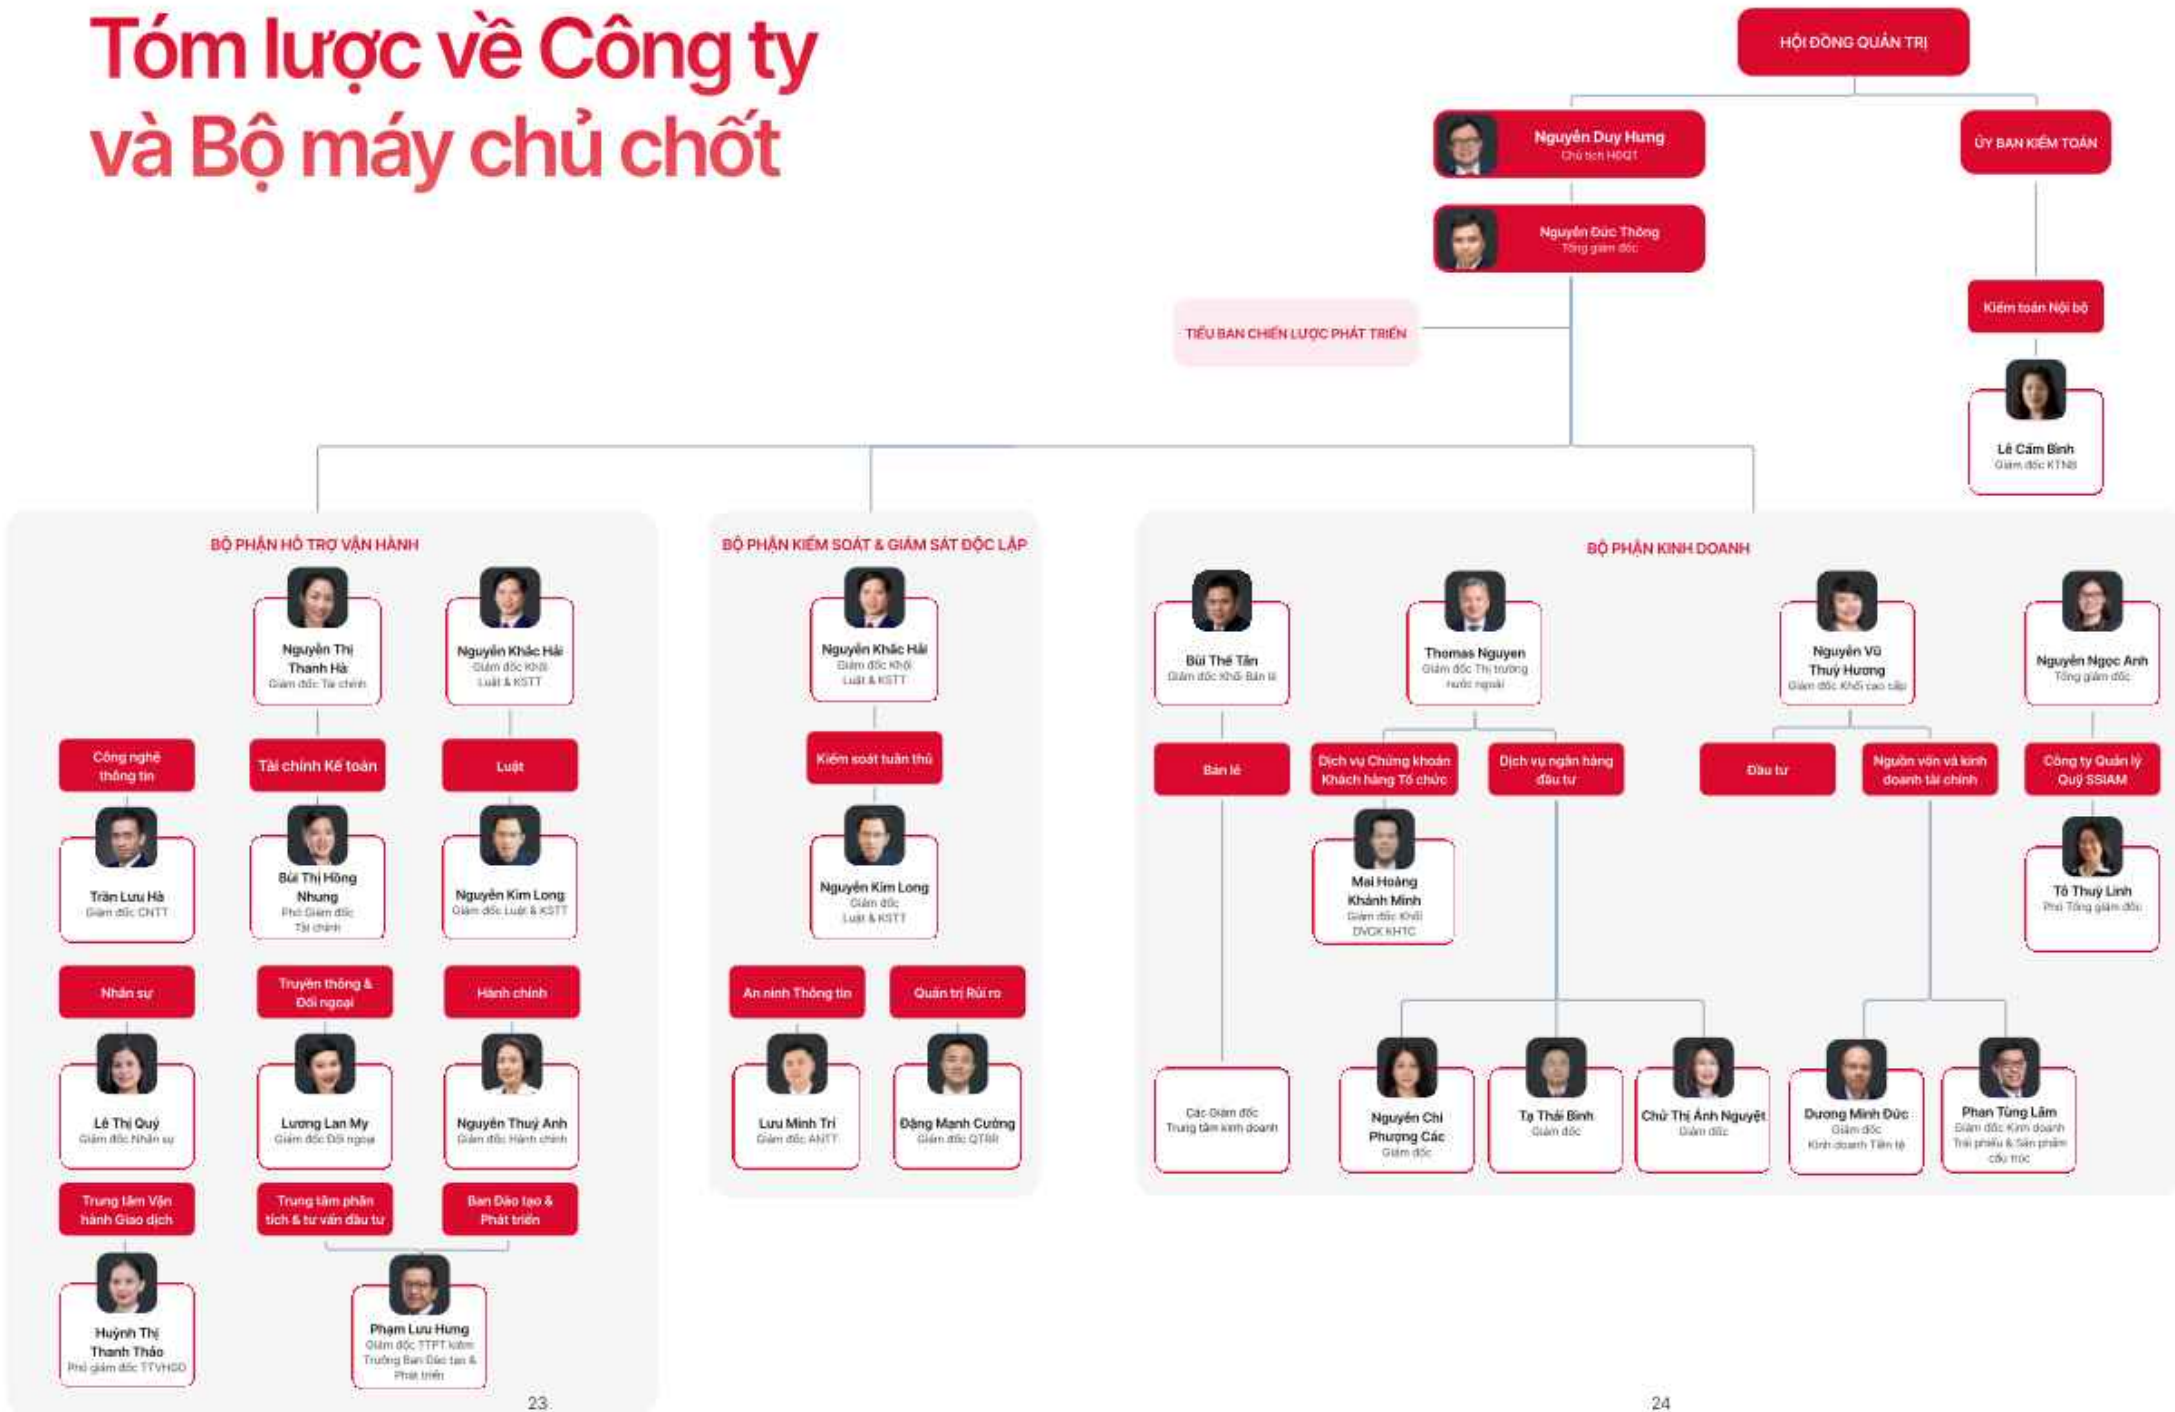 Tóm lược về Công ty
và Bộ máy chủ chốt
HỘI ĐỒNG QUẢN TRỊ
Nguyễn Duy Hưng
Chủ tịch HĐQT
ỦY BAN KIỂM TOÁN
Nguyễn Đức Thông
Tổng giám đốc
Kiểm toán Nội bộ
TIỂU BAN CHIẾN LƯỢC PHÁT TRIỂN
Lê Cẩm Bình
Giám đốc KTNB
BỘ PHẬN HỖ TRỢ VẬN HÀNH
Nguyễn Thị
Thanh Hà
Giám đốc Tài chính
Nguyễn Khắc Hải
Giám đốc Khối
Luật & KSTT
Công nghệ
thông tin
Tài chính Kế toán
Luật
Trần Lưu Hà
Giám đốc CNTT
Bùi Thị Hồng
Nhung
Phó Giám đốc
Tài chính
Nguyễn Kim Long
Giám đốc Luật & KSTT
Nhân sự
Truyền thông &
Đối ngoại
Hành chính
Lê Thị Quý
Giám đốc Nhân sự
Lương Lan My
Giám đốc Đối ngoại
Nguyễn Thuỳ Anh
Giám đốc Hành chính
Trung tâm Vận
hành Giao dịch
Trung tâm phân
tích & tư vấn đầu tư
Ban Đào tạo &
Phát triển
Huỳnh Thị
Thanh Thảo
Phó giám đốc TTVHGD
Phạm Lưu Hưng
Giám đốc TTPT kiêm
Trưởng Ban Đào tạo &
Phát triển
23
BỘ PHẬN KIỂM SOÁT & GIÁM SÁT ĐỘC LẬP
Nguyễn Khắc Hải
Giám đốc Khối
Luật & KSTT
Kiểm soát tuân thủ
Nguyễn Kim Long
Giám đốc
Luật & KSTT
An ninh Thông tin
Quản trị Rủi ro
Lưu Minh Trí
Giám đốc ANTT
Đặng Mạnh Cường
Giám đốc QTRR
BỘ PHẬN KINH DOANH
Bùi Thế Tân
Giám đốc Khối Bán lẻ
Thomas Nguyen
Giám đốc Thị trường
nước ngoài
Nguyễn Vũ
Thuỳ Hương
Giám đốc Khối cao cấp
Nguyễn Ngọc Anh
Tổng giám đốc
Bán lẻ
Dịch vụ Chứng khoán
Khách hàng Tổ chức
Dịch vụ ngân hàng
đầu tư
Đầu tư
Nguồn vốn và kinh
doanh tài chính
Công ty Quản lý
Quỹ SSIAM
Mai Hoàng
Khánh Minh
Giám đốc Khối
DVCK KHTC
Tô Thuỳ Linh
Phó Tổng giám đốc
Các Giám đốc
Trung tâm kinh doanh
Nguyễn Chi
Phượng Các
Giám đốc
Tạ Thái Bình
Giám đốc
Chử Thị Ánh Nguyệt
Giám đốc
Dương Minh Đức
Giám đốc
Kinh doanh Tiền tệ
Phan Tùng Lâm
Giám đốc Kinh doanh
Trái phiếu & Sản phẩm
cấu trúc
24